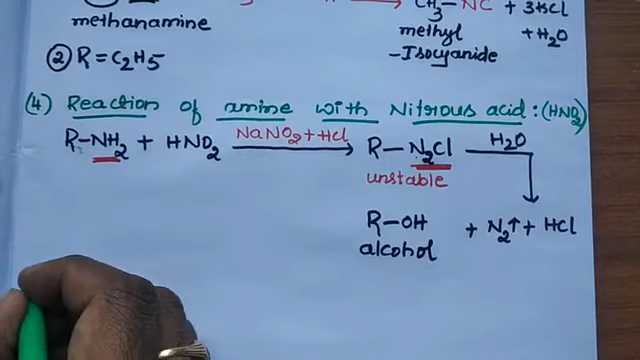 CH3-NC + 3KCl
methanamine methyl + H2O
-Isocyanide
② R = C2H5
(4) Reaction of amine with Nitrous acid: (HNO2)
R-NH2 + HNO2 NaNO2 + HCl R-N2Cl H2O
unstable
R-OH + N2↑ + HCl
alcohol